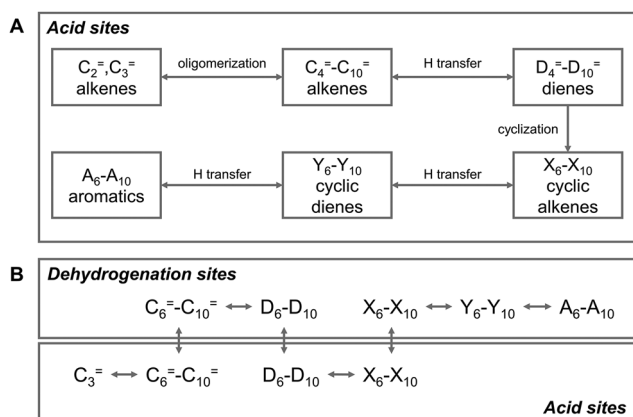 A
Acid sites
C₂⁼,C₃⁼
alkenes
oligomerization
C₄⁼-C₁₀⁼
alkenes
H transfer
D₄⁼-D₁₀⁼
dienes
cyclization
A₆-A₁₀
aromatics
H transfer
Y₆-Y₁₀
cyclic
dienes
H transfer
X₆-X₁₀
cyclic
alkenes
B
Dehydrogenation sites
C₆⁼-C₁₀⁼ D₆-D₁₀ X₆-X₁₀ Y₆-Y₁₀ A₆-A₁₀
C₃⁼ C₆⁼-C₁₀⁼ D₆-D₁₀ X₆-X₁₀
Acid sites